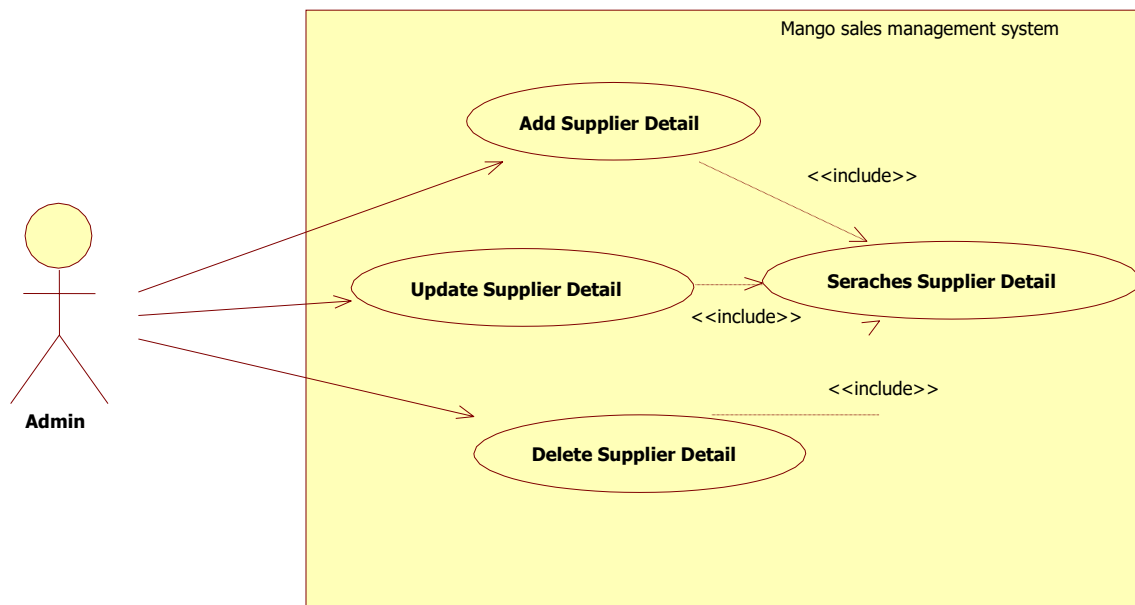 Mango sales management system
Add Supplier Detail
<<include>>
Update Supplier Detail
Seraches Supplier Detail
<<include>>
<<include>>
Admin
Delete Supplier Detail